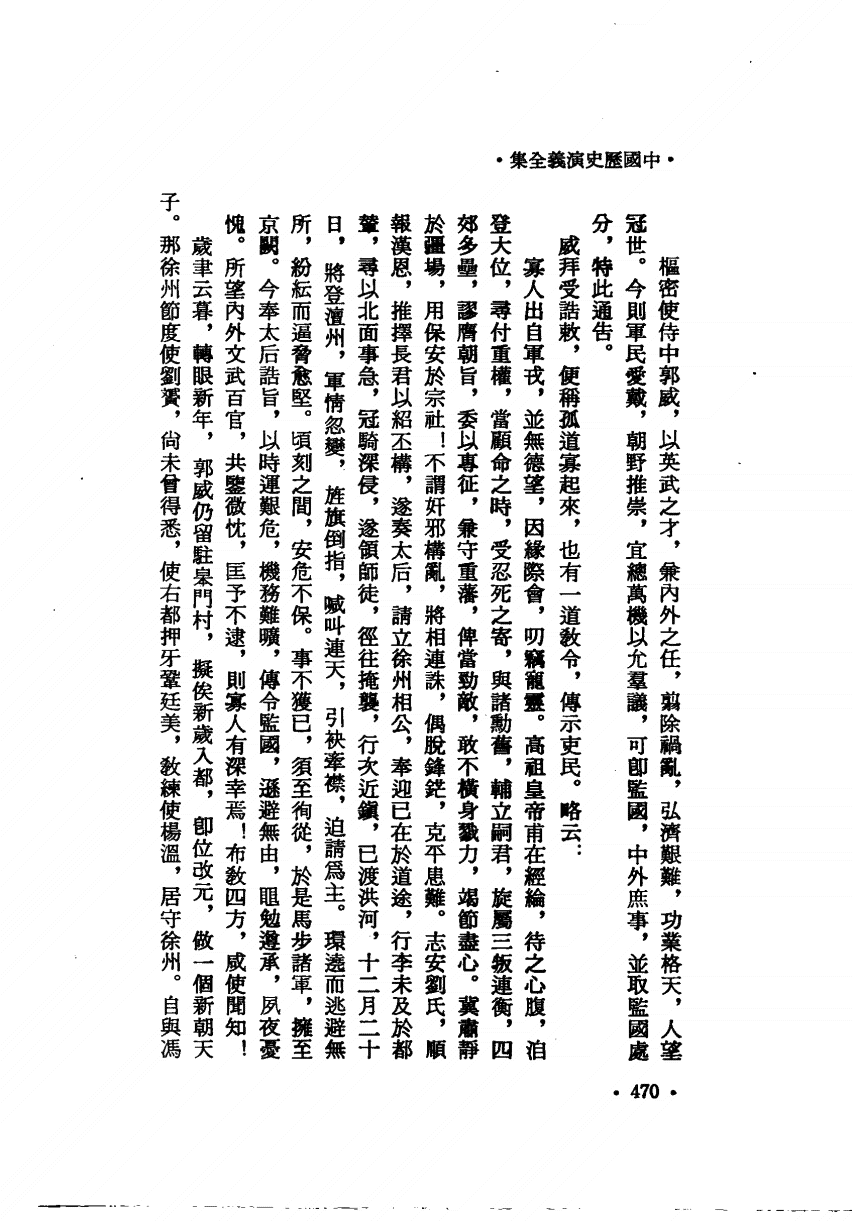 •中國歷史演義全集•
樞密使侍中郭威，以英武之才，兼內外之任，翦除禍亂，弘濟艱難，功業格天，人望
冠世。今則軍民愛戴，朝野推崇，宜總萬機以允羣議，可卽監國，中外庶事，並取監國處
分，特此通告。
威拜受誥敕，便稱孤道寡起來，也有一道敎令，傳示吏民。略云：
寡人出自軍戎，並無德望，因緣際會，叨竊寵靈。高祖皇帝甫在經綸，待之心腹，洎
登大位，尋付重權，當顧命之時，受忍死之寄，與諸勳舊，輔立嗣君，旋屬三叛連衡，四
郊多壘，謬膺朝旨，委以專征，兼守重藩，俾當勁敵，敢不橫身戮力，竭節盡心。冀肅靜
於疆場，用保安於宗社！不謂奸邪構亂，將相連誅，偶脫鋒鋩，克平患難。志安劉氏，順
報漢恩，推擇長君以紹丕構，遂奏太后，請立徐州相公，奉迎已在於道途，行李未及於都
輦，尋以北面事急，冠騎深侵，遂領師徒，徑往掩襲，行次近鎭，已渡洪河，十二月二十
日，將登澶州，軍情忽變，旌旗倒指，喊叫連天，引袂牽襟，迫請爲主。環遶而逃避無
所，紛紜而逼脅愈堅。頃刻之間，安危不保。事不獲已，須至徇從，於是馬步諸軍，擁至
京闕。今奉太后誥旨，以時運艱危，機務難曠，傳令監國，遜避無由，黽勉遵承，夙夜憂
愧。所望內外文武百官，共鑒微忱，匡予不逮，則寡人有深幸焉！布敎四方，咸使聞知！
歲聿云暮，轉眼新年，郭威仍留駐皋門村，擬俟新歲入都，卽位改元，做一個新朝天
子。那徐州節度使劉贇，尙未曾得悉，使右都押牙鞏廷美，敎練使楊溫，居守徐州。自與馮
•470•